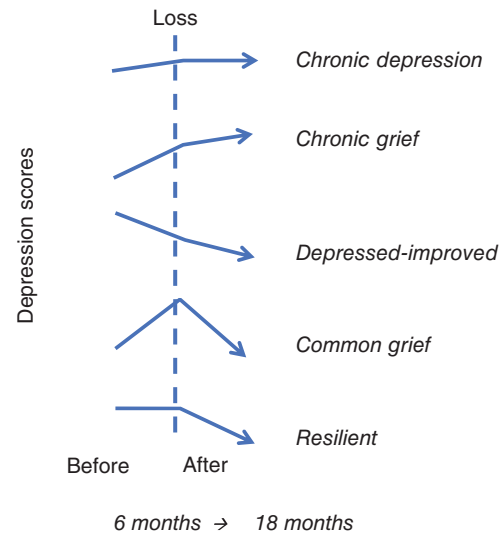 Loss
Chronic depression
Chronic grief
Depression scores
Depressed-improved
Common grief
Resilient
Before After
6 months → 18 months